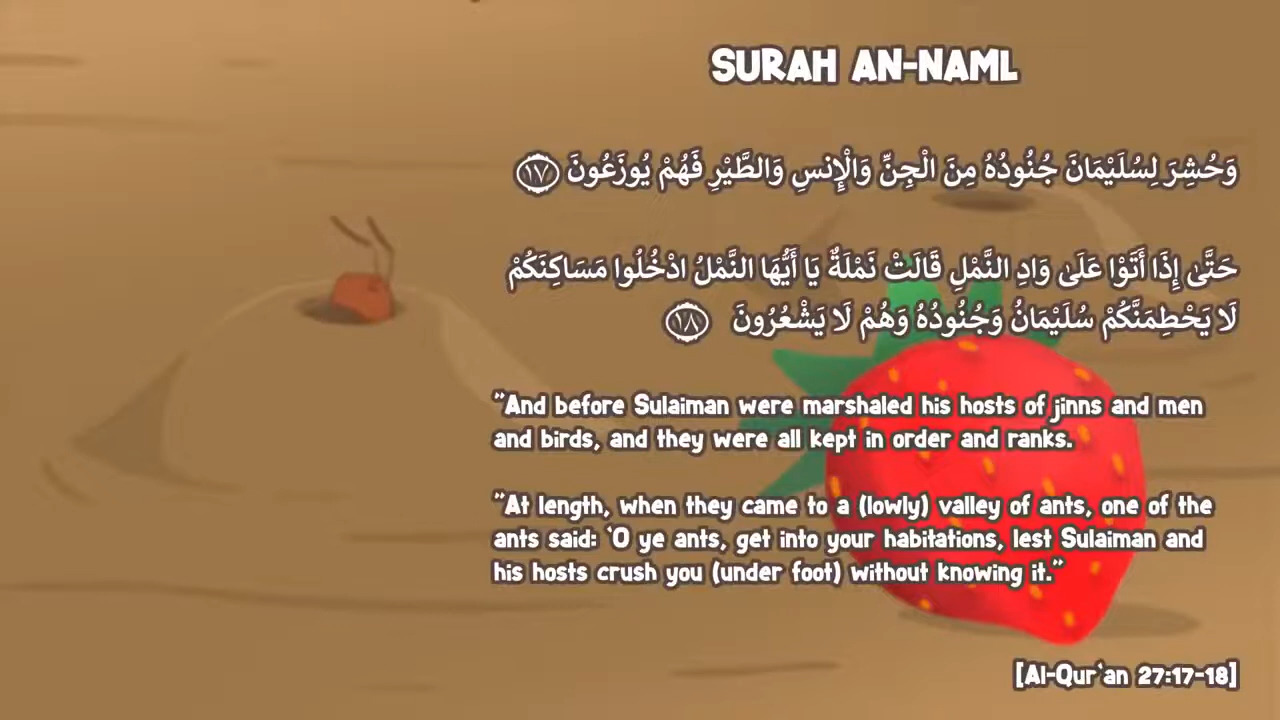 SURAH AN-NAML
وَحُشِرَ لِسُلَيْمَانَ جُنُودُهُ مِنَ الْجِنِّ وَالْإِنسِ وَالطَّيْرِ فَهُمْ يُوزَعُونَ ١٧
حَتَّىٰ إِذَا أَتَوْا عَلَىٰ وَادِ النَّمْلِ قَالَتْ نَمْلَةٌ يَا أَيُّهَا النَّمْلُ ادْخُلُوا مَسَاكِنَكُمْ
لَا يَحْطِمَنَّكُمْ سُلَيْمَانُ وَجُنُودُهُ وَهُمْ لَا يَشْعُرُونَ ١٨
"And before Sulaiman were marshaled his hosts of jinns and men
and birds, and they were all kept in order and ranks.
"At length, when they came to a (lowly) valley of ants, one of the
ants said: `O ye ants, get into your habitations, lest Sulaiman and
his hosts crush you (under foot) without knowing it."
[Al-Qur`an 27:17-18]